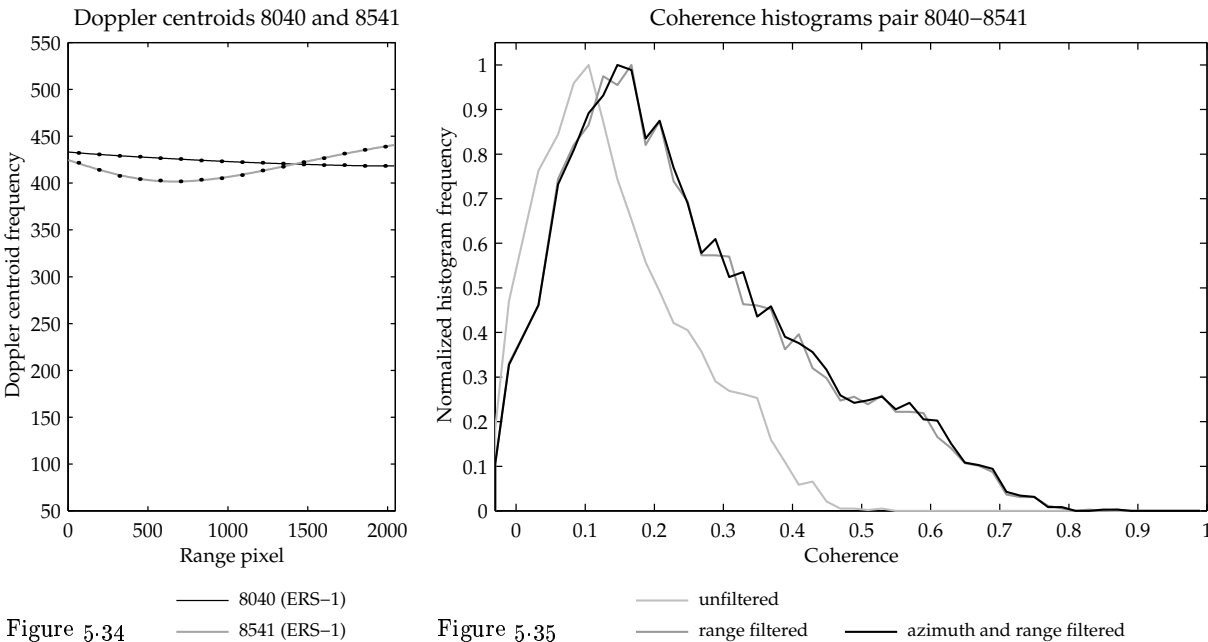 Doppler centroids 8040 and 8541
550
500
450
400
350
300
250
200
150
100
50
Doppler centroid frequency
0 500 1000 1500 2000
Range pixel
8040 (ERS−1)
8541 (ERS−1)
Figure 5.34
Coherence histograms pair 8040−8541
1
0.9
0.8
0.7
0.6
0.5
0.4
0.3
0.2
0.1
0
Normalized histogram frequency
0 0.1 0.2 0.3 0.4 0.5 0.6 0.7 0.8 0.9 1
Coherence
unfiltered
range filtered
azimuth and range filtered
Figure 5.35